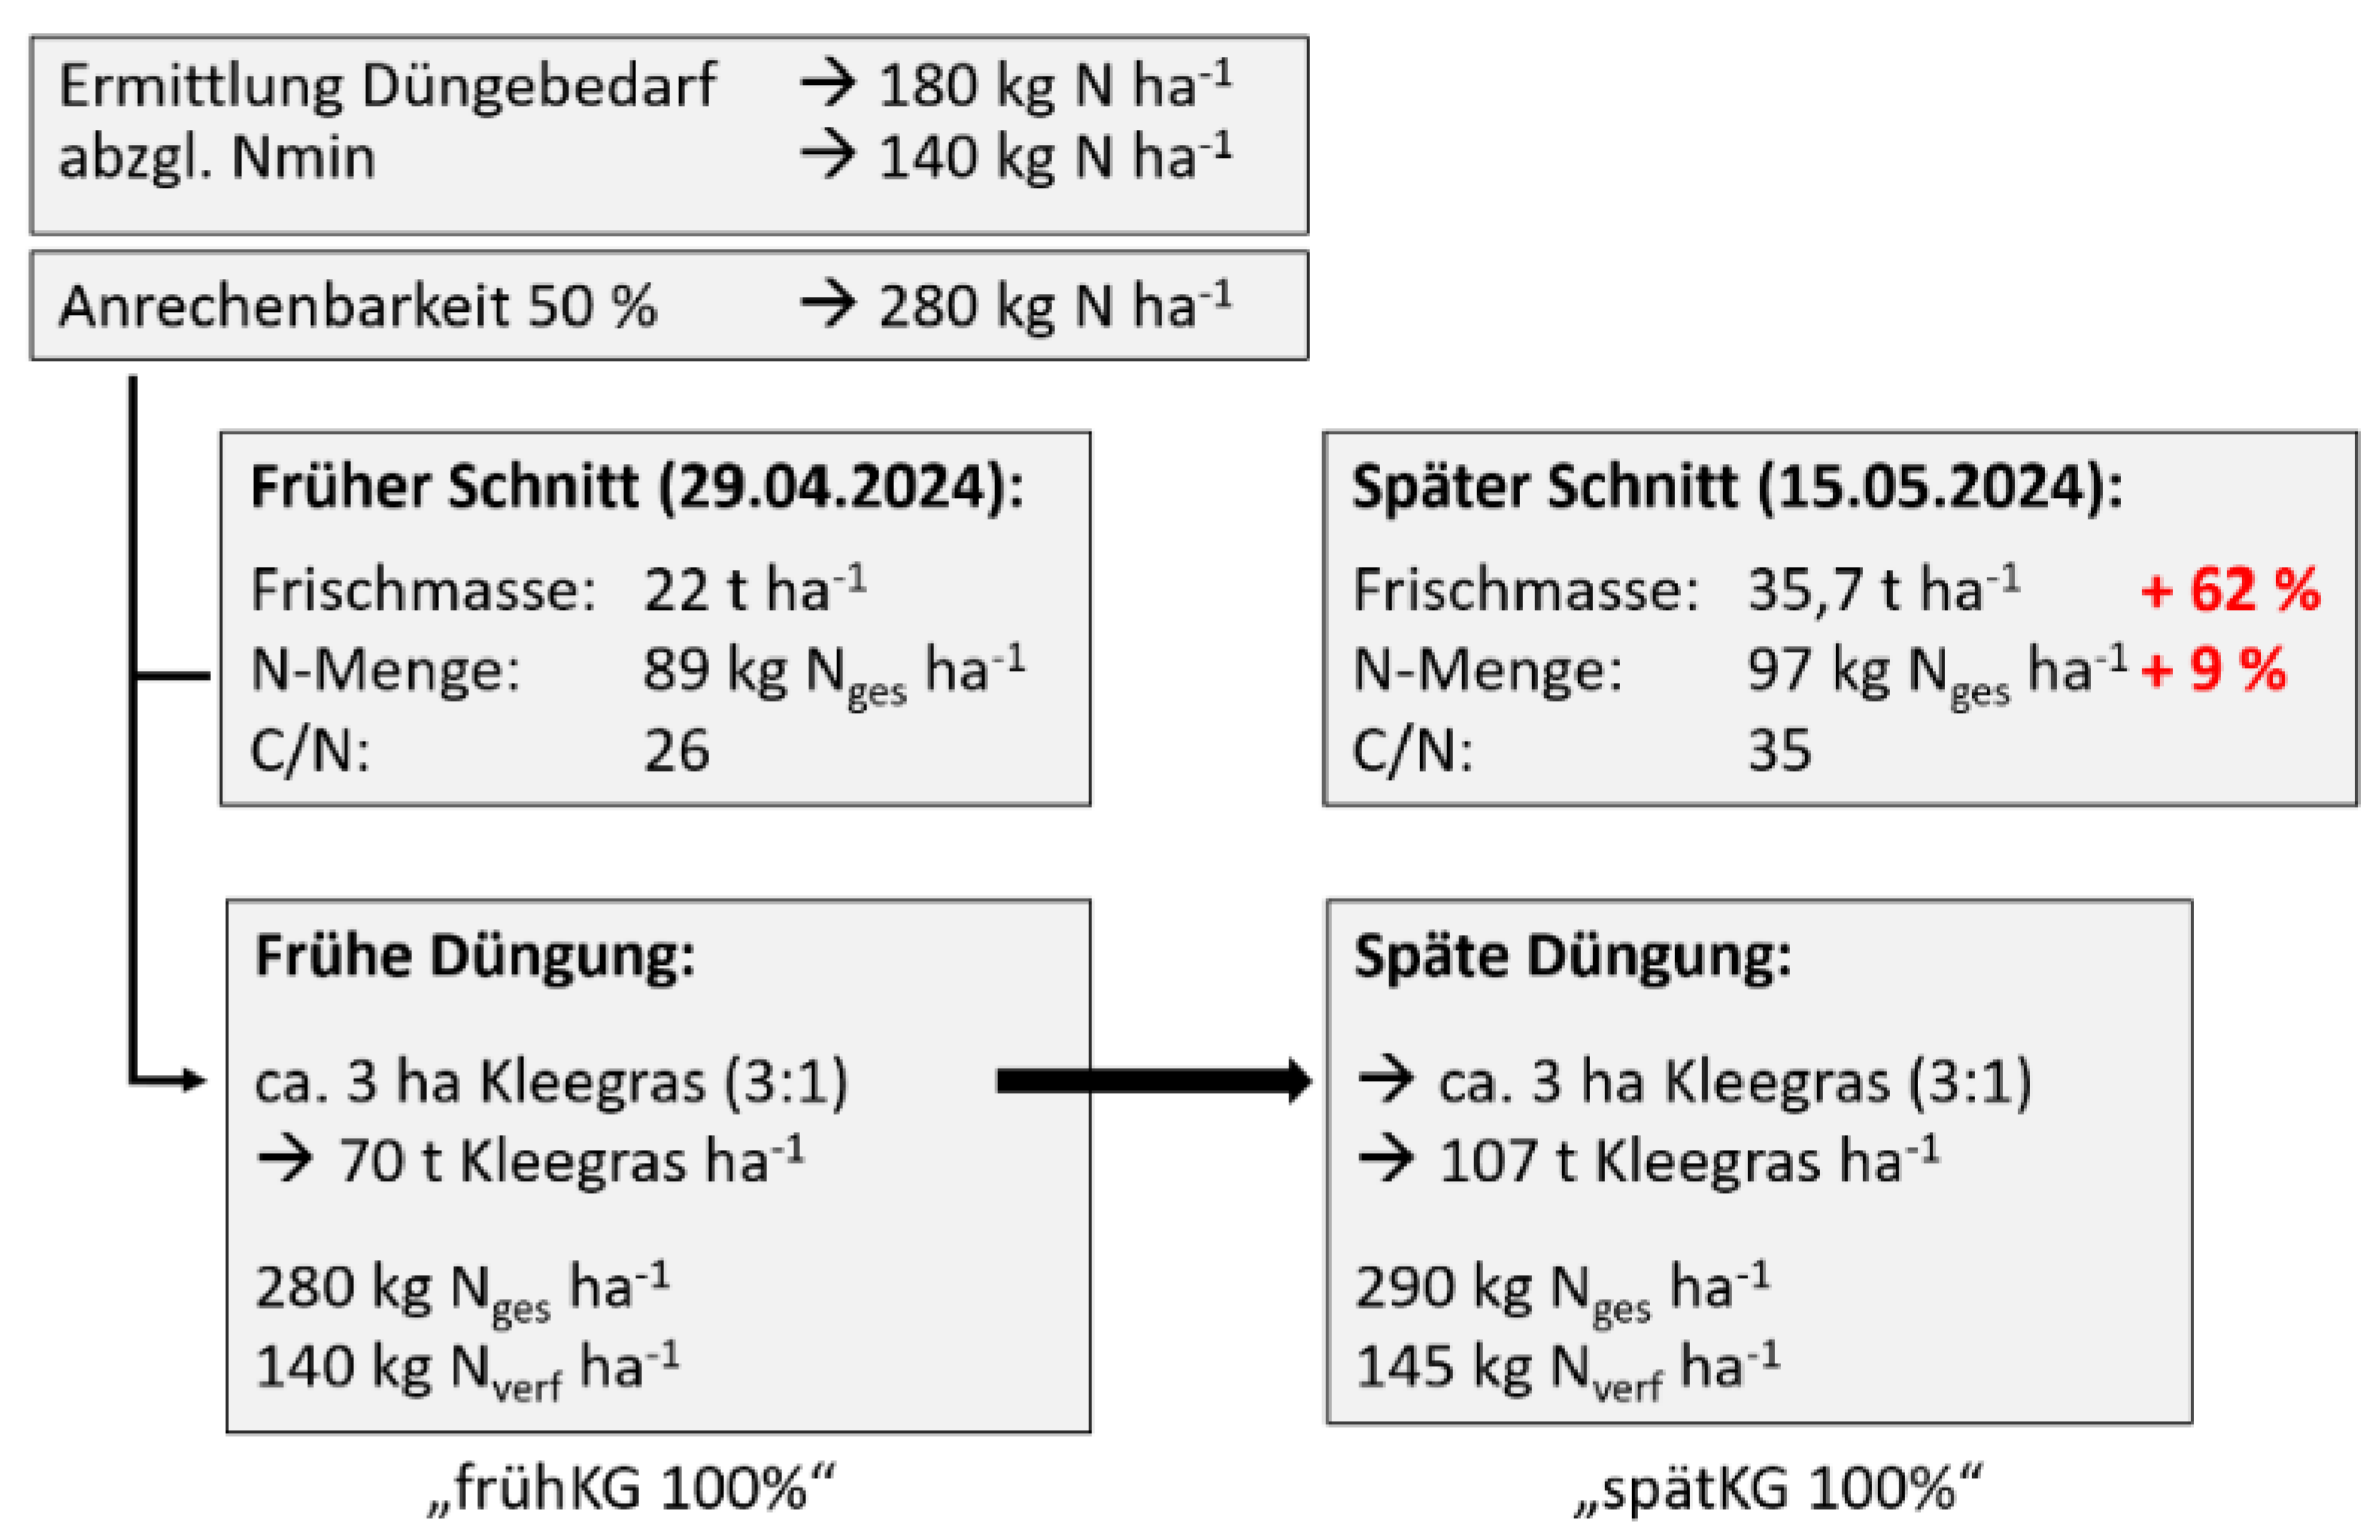 Ermittlung Düngebedarf → 180 kg N ha⁻¹
abzgl. Nmin → 140 kg N ha⁻¹
Anrechenbarkeit 50 % → 280 kg N ha⁻¹
Früher Schnitt (29.04.2024):
Frischmasse: 22 t ha⁻¹
N-Menge: 89 kg Nges ha⁻¹
C/N: 26
Später Schnitt (15.05.2024):
Frischmasse: 35,7 t ha⁻¹ + 62 %
N-Menge: 97 kg Nges ha⁻¹ + 9 %
C/N: 35
Frühe Düngung:
ca. 3 ha Kleegras (3:1)
→ 70 t Kleegras ha⁻¹
280 kg Nges ha⁻¹
140 kg Nverf ha⁻¹
„frühKG 100%“
Späte Düngung:
→ ca. 3 ha Kleegras (3:1)
→ 107 t Kleegras ha⁻¹
290 kg Nges ha⁻¹
145 kg Nverf ha⁻¹
„spätKG 100%“